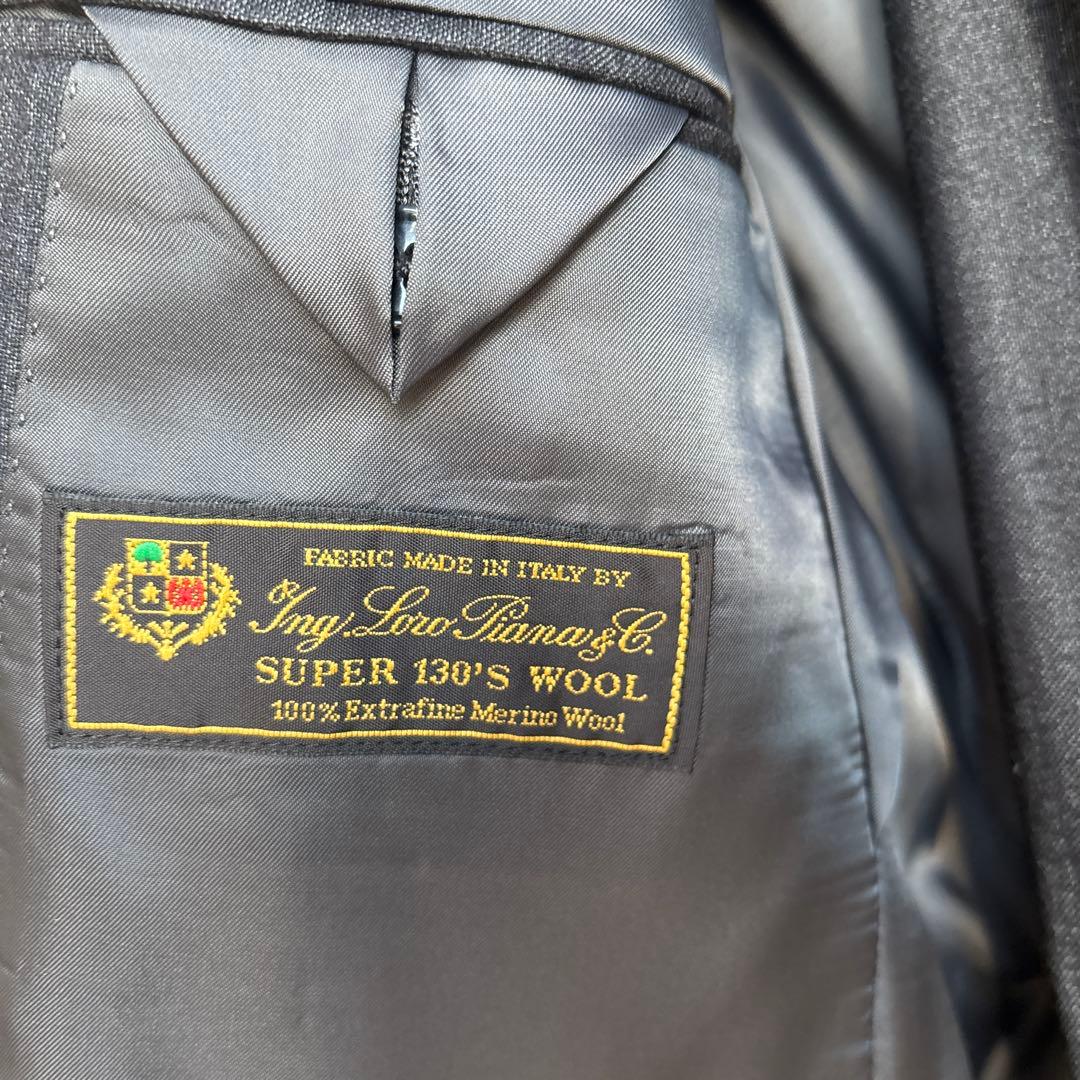 FABRIC MADE IN ITALY BY
Ing. Loro Piana & C.
SUPER 130'S WOOL
100% Extrafine Merino Wool